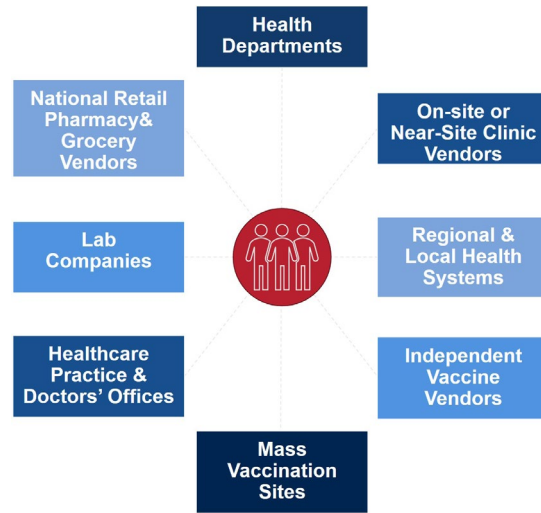 Health
Departments
National Retail
Pharmacy&
Grocery
Vendors
On-site or
Near-Site Clinic
Vendors
Lab
Companies
Regional &
Local Health
Systems
Healthcare
Practice &
Doctors’ Offices
Independent
Vaccine
Vendors
Mass
Vaccination
Sites